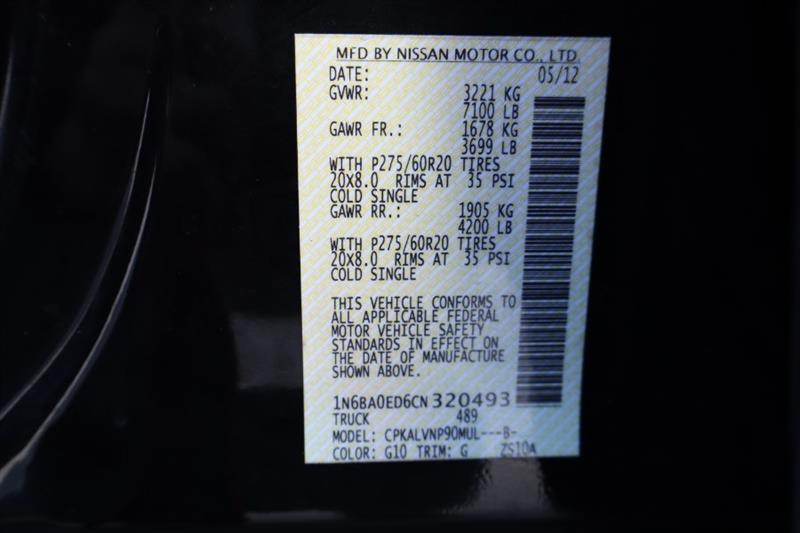 MFD BY NISSAN MOTOR CO., LTD.
DATE: 05/12
GVWR: 3221 KG
7100 LB
GAWR FR.: 1678 KG
3699 LB
WITH P275/60R20 TIRES
20X8.0 RIMS AT 35 PSI
COLD SINGLE
GAWR RR.: 1905 KG
4200 LB
WITH P275/60R20 TIRES
20X8.0 RIMS AT 35 PSI
COLD SINGLE
THIS VEHICLE CONFORMS TO
ALL APPLICABLE FEDERAL
MOTOR VEHICLE SAFETY
STANDARDS IN EFFECT ON
THE DATE OF MANUFACTURE
SHOWN ABOVE.
1N6BA0ED6CN 320493
TRUCK 489
MODEL: CPKALVNP90MUL---B-
COLOR: G10 TRIM: G ZS10A